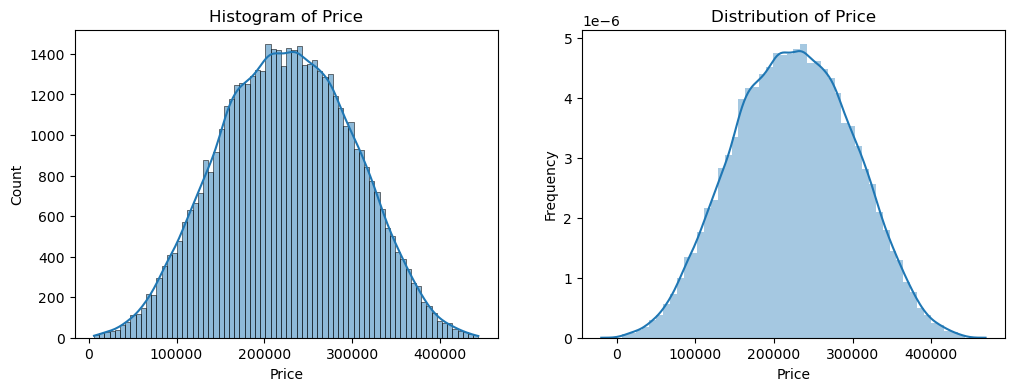 Histogram of Price
Count
1400
1200
1000
800
600
400
200
0
0 100000 200000 300000 400000
Price
Distribution of Price
1e−6
Frequency
5
4
3
2
1
0
0 100000 200000 300000 400000
Price